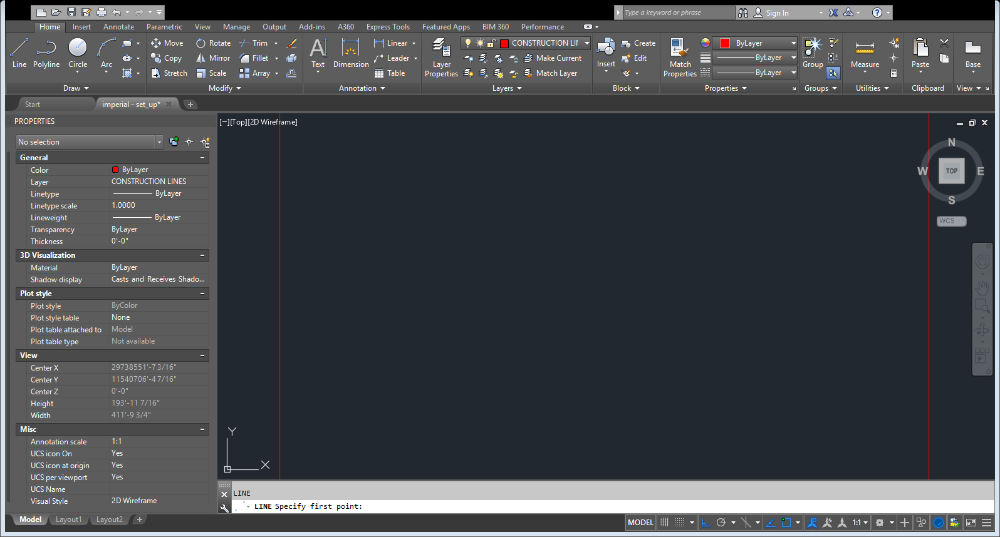 Type a keyword or phrase
Sign In
Home Insert Annotate Parametric View Manage Output Add-ins A360 Express Tools Featured Apps BIM 360 Performance
Line Polyline Circle Arc
Draw
Move Rotate Trim
Copy Mirror Fillet
Stretch Scale Array
Modify
Text Dimension
Linear
Leader
Table
Annotation
Layer Properties
CONSTRUCTION LI
Make Current
Match Layer
Layers
Insert
Create
Edit
Block
Match Properties
ByLayer
ByLayer
ByLayer
Properties
Group
Groups
Measure
Utilities
Paste
Clipboard
Base
View
Start
imperial - set_up*
PROPERTIES
No selection
General
Color ByLayer
Layer CONSTRUCTION LINES
Linetype ByLayer
Linetype scale 1.0000
Lineweight ByLayer
Transparency ByLayer
Thickness 0'-0"
3D Visualization
Material ByLayer
Shadow display Casts and Receives Shado...
Plot style
Plot style ByColor
Plot style table None
Plot table attached to Model
Plot table type Not available
View
Center X 29738551'-7 3/16"
Center Y 11540706'-4 7/16"
Center Z 0'-0"
Height 193'-11 7/16"
Width 411'-9 3/4"
Misc
Annotation scale 1:1
UCS icon On Yes
UCS icon at origin Yes
UCS per viewport Yes
UCS Name
Visual Style 2D Wireframe
[−][Top][2D Wireframe]
N
W TOP E
S
WCS
Y
X
LINE
LINE Specify first point:
Model Layout1 Layout2 +
MODEL 1:1